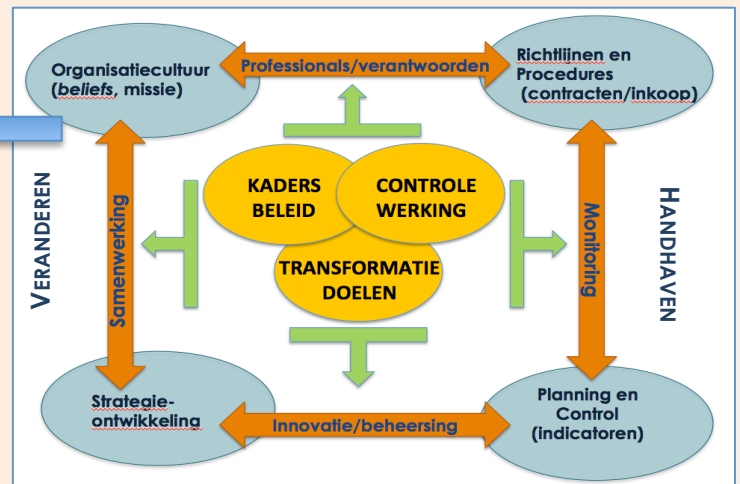 Organisatiecultuur
(beliefs, missie)
Professionals/verantwoorden
Richtlijnen en
Procedures
(contracten/inkoop)
VERANDEREN
Samenwerking
KADERS
BELEID
CONTROLE
WERKING
TRANSFORMATIE
DOELEN
Monitoring
HANDHAVEN
Strategie-
ontwikkeling
Innovatie/beheersing
Planning en
Control
(indicatoren)